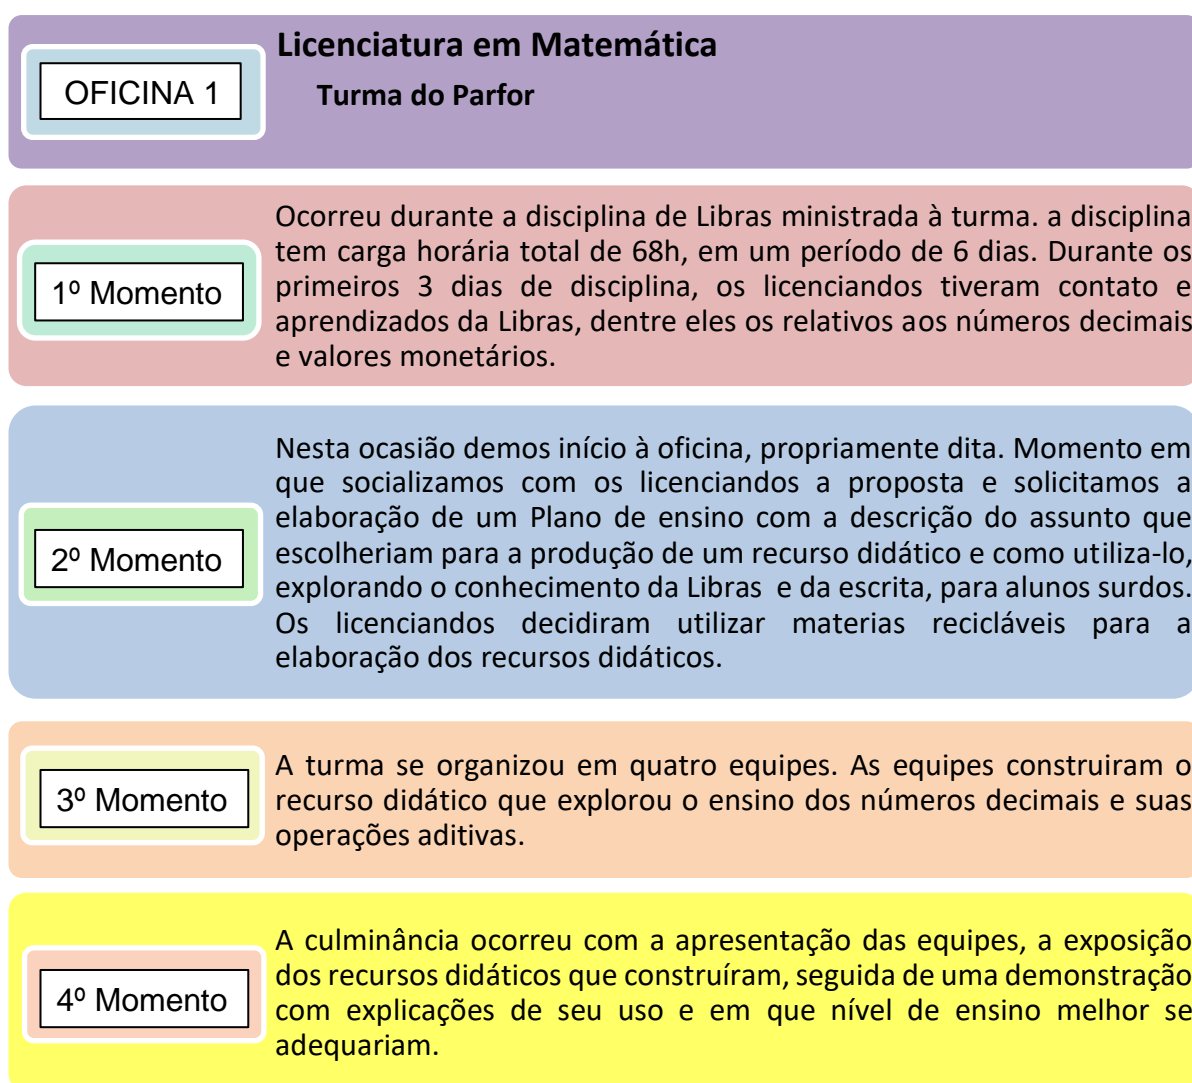 OFICINA 1
Licenciatura em Matemática
Turma do Parfor
1º Momento
Ocorreu durante a disciplina de Libras ministrada à turma. a disciplina
tem carga horária total de 68h, em um período de 6 dias. Durante os
primeiros 3 dias de disciplina, os licenciandos tiveram contato e
aprendizados da Libras, dentre eles os relativos aos números decimais
e valores monetários.
2º Momento
Nesta ocasião demos início à oficina, propriamente dita. Momento em
que socializamos com os licenciandos a proposta e solicitamos a
elaboração de um Plano de ensino com a descrição do assunto que
escolheriam para a produção de um recurso didático e como utiliza-lo,
explorando o conhecimento da Libras e da escrita, para alunos surdos.
Os licenciandos decidiram utilizar materias recicláveis para a
elaboração dos recursos didáticos.
3º Momento
A turma se organizou em quatro equipes. As equipes construiram o
recurso didático que explorou o ensino dos números decimais e suas
operações aditivas.
4º Momento
A culminância ocorreu com a apresentação das equipes, a exposição
dos recursos didáticos que construíram, seguida de uma demonstração
com explicações de seu uso e em que nível de ensino melhor se
adequariam.